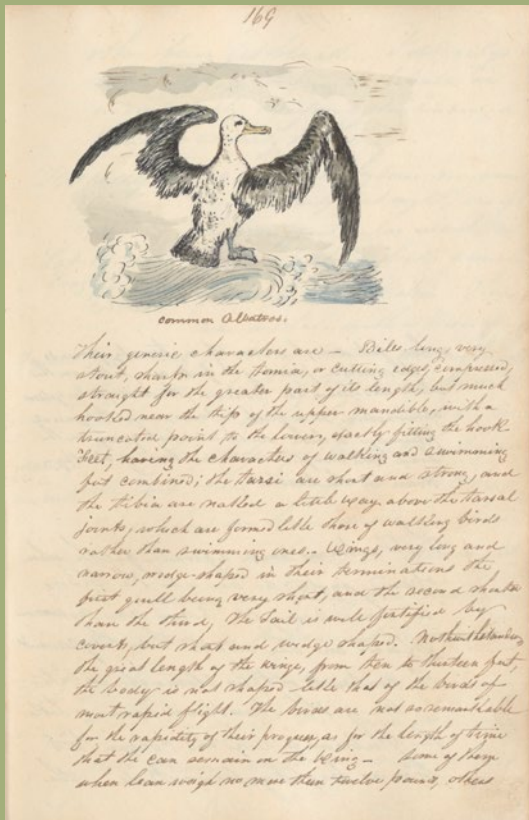 169
common Albatros.
Their generic characters are – Bills long, very
stout, sharp in the tomia, or cutting edges, compressed,
straight for the greater part of its length, but much
hooked near the thip of the upper mandible, with a
truncated point to the lower, exactly fitting the hook
Feet, having the characters of walking and swimming
feet combined; the tarsi are short and strong, and
the tibia are naked a little way above the tarsal
joints, which are formed like those of walking birds
rather than swimming ones.. Wings, very long and
narrow, wedge-shaped in their terminations the
first quill being very short, and the second shorter
than the third, The Tail is well fortified by
coverts, but short and wedge shaped. Nothwithstanding
the great length of the wings, from then to thirteen feet,
the body is not shaped like that of the birds of
most rapid flight. The birds are not so remarkable
for the rapidity of their progress, as for the length of time
that the can remain on the Wing – Some of them
when lean weigh no more then twelve pounds, others